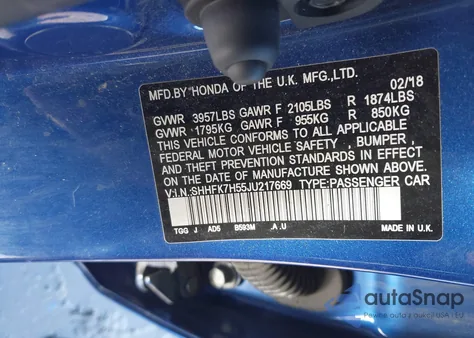 MFD.BY HONDA OF THE U.K. MFG.,LTD. 02/18
GVWR 3957LBS GAWR F 2105LBS R 1874LBS
GVWR 1795KG GAWR F 955KG R 850KG
THIS VEHICLE CONFORMS TO ALL APPLICABLE
FEDERAL MOTOR VEHICLE SAFETY, BUMPER,
AND THEFT PREVENTION STANDARDS IN EFFECT
ON THE DATE OF MANUFACTURE SHOWN ABOVE.
V.I.N.:SHHFK7H55JU217669 TYPE:PASSENGER CAR
TGG J AD5 B593M .A .U MADE IN U.K.
autoSnap